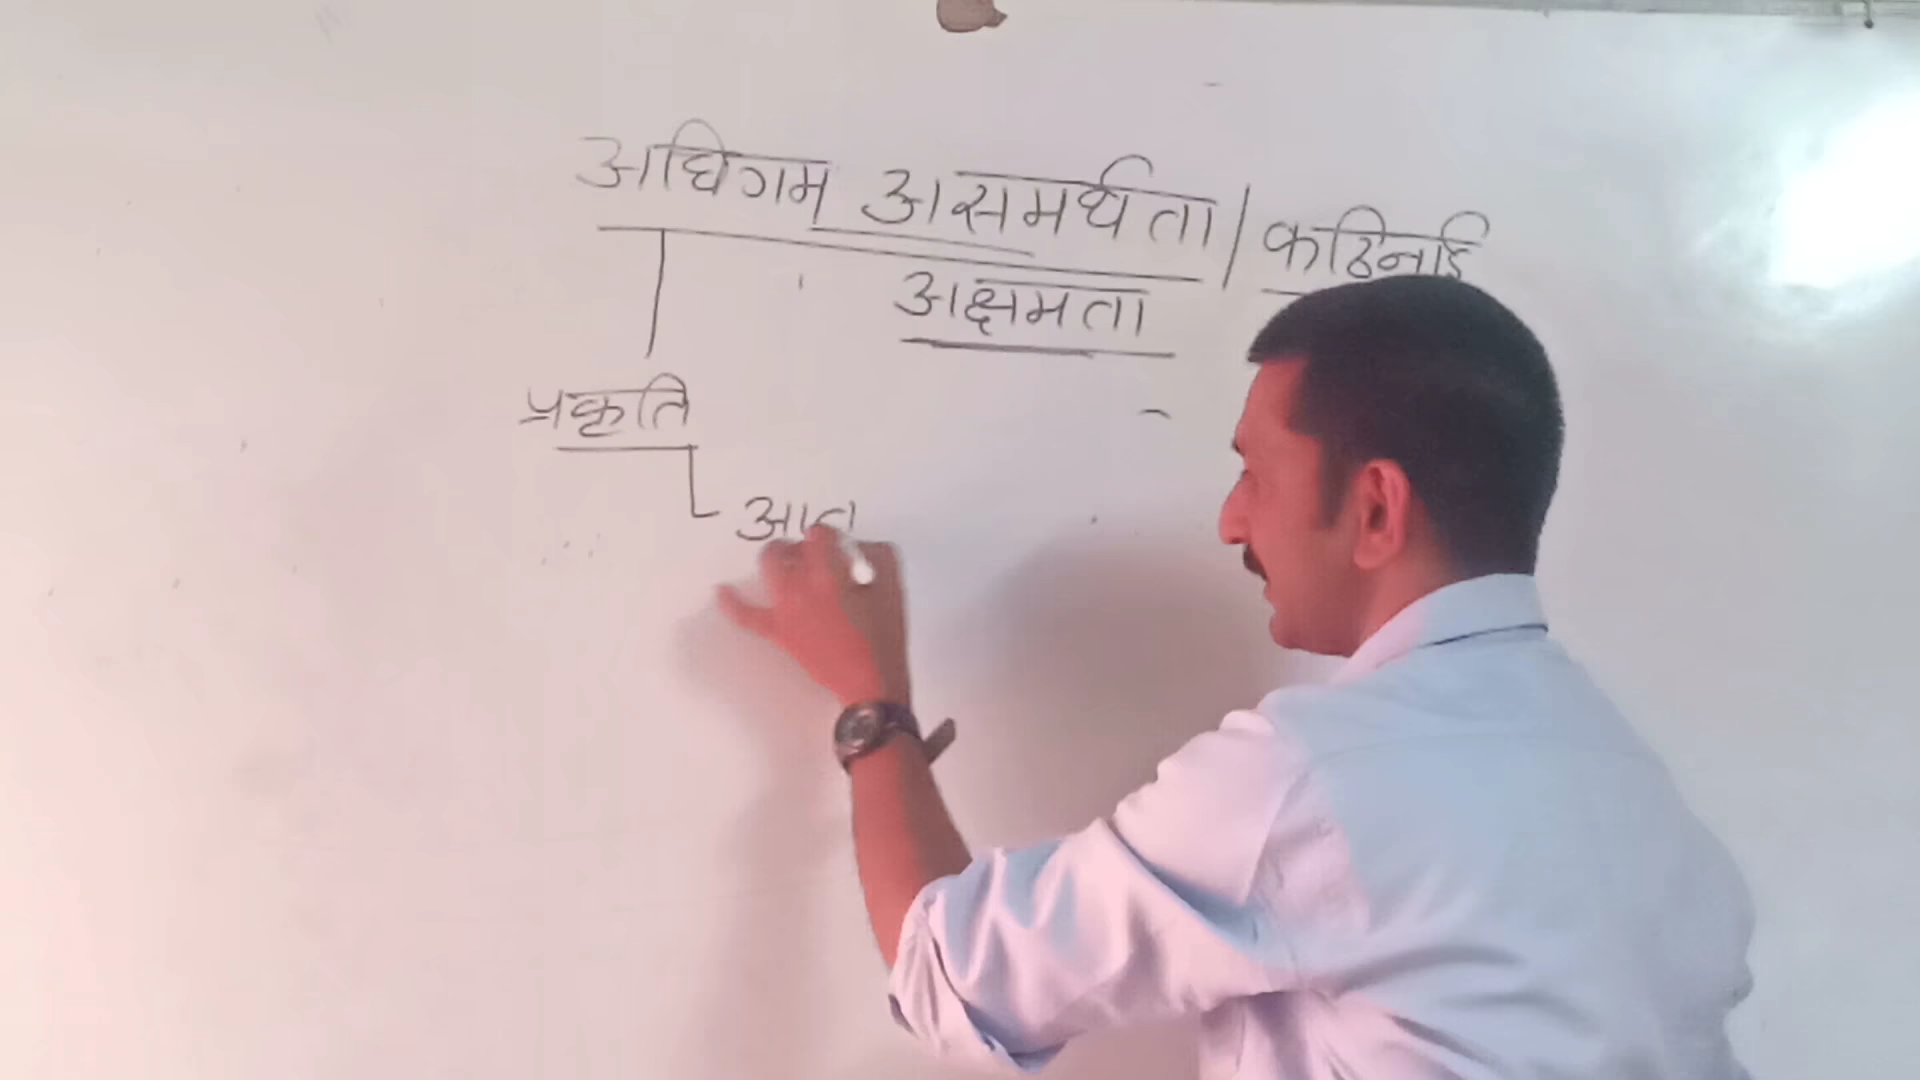 अधिगम असमर्थता / कठिनाई
अक्षमता
प्रकृति